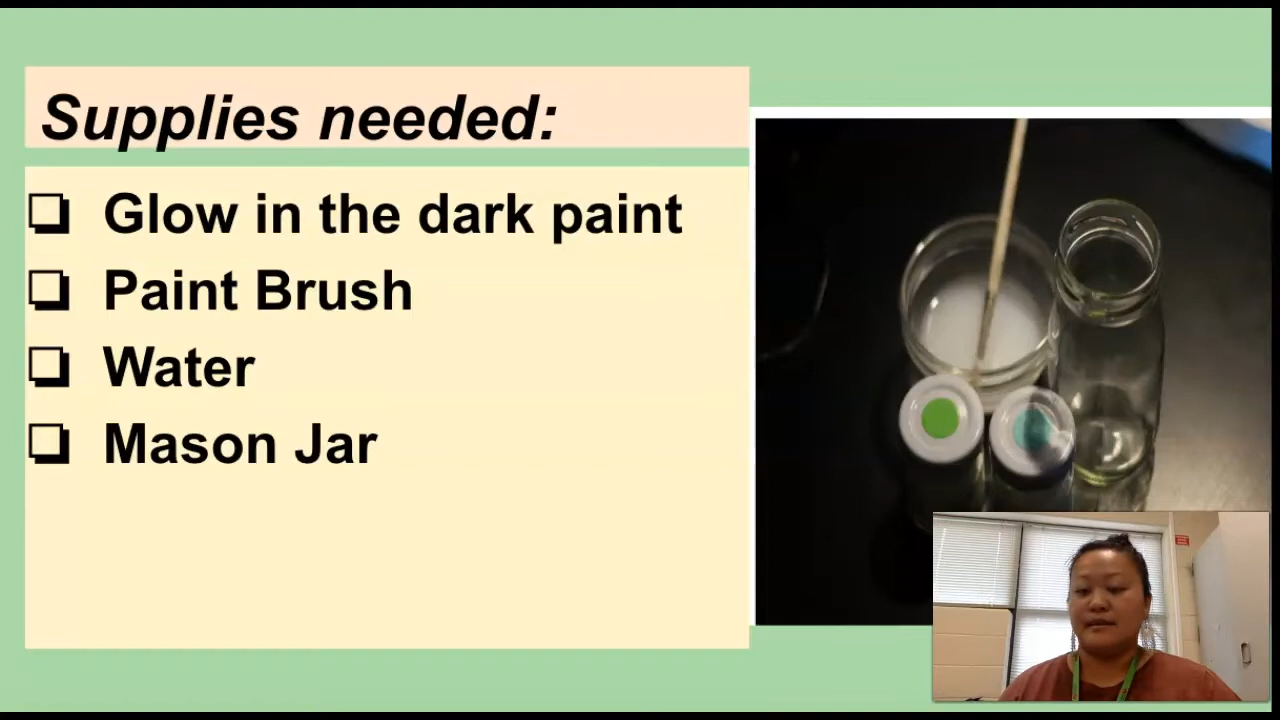 Supplies needed:
❏ Glow in the dark paint
❏ Paint Brush
❏ Water
❏ Mason Jar